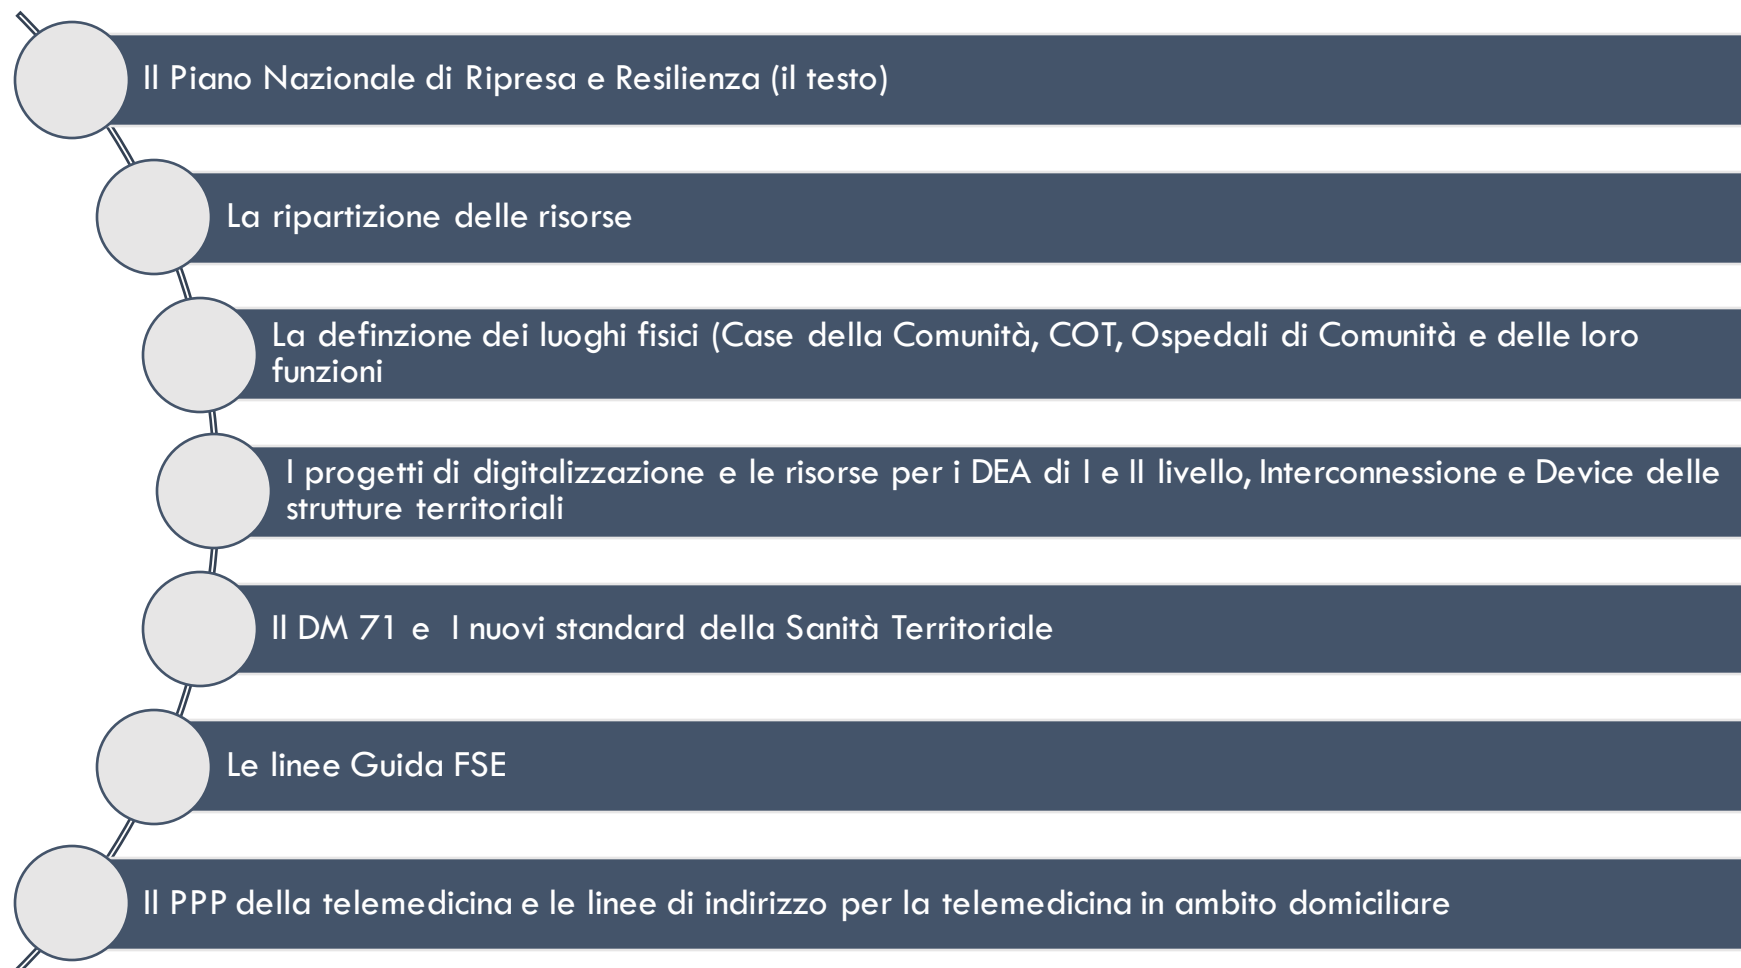 Il Piano Nazionale di Ripresa e Resilienza (il testo)
La ripartizione delle risorse
La definzione dei luoghi fisici (Case della Comunità, COT, Ospedali di Comunità e delle loro
funzioni
I progetti di digitalizzazione e le risorse per i DEA di I e II livello, Interconnessione e Device delle
strutture territoriali
Il DM 71 e I nuovi standard della Sanità Territoriale
Le linee Guida FSE
Il PPP della telemedicina e le linee di indirizzo per la telemedicina in ambito domiciliare